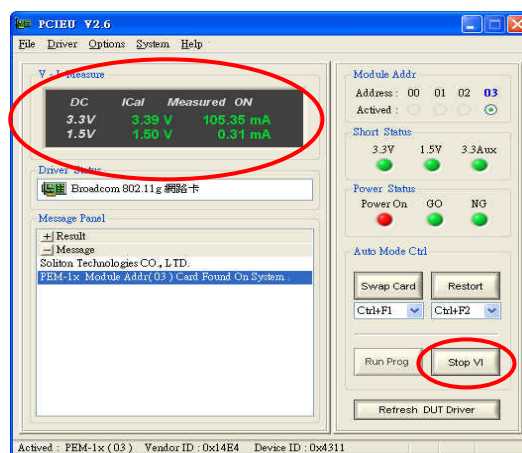 PCIEU V2.6
File Driver Options System Help
V - I Measure
DC ICal Measured ON
3.3V 3.39 V 105.35 mA
1.5V 1.50 V 0.31 mA
Driver Status
Broadcom 802.11g 網路卡
Message Panel
+| Result
—| Message
Soliton Technologies CO., LTD.
PEM-1x Module Addr( 03 ) Card Found On System .
Module Addr
Address : 00 01 02 03
Actived :
Short Status
3.3V 1.5V 3.3Aux
Power Status
Power On GO NG
Auto Mode Ctrl
Swap Card Restort
Ctrl+F1 Ctrl+F2
Run Prog Stop VI
Refresh DUT Driver
Actived : PEM-1x ( 03 ) Vendor ID : 0x14E4 Device ID : 0x4311